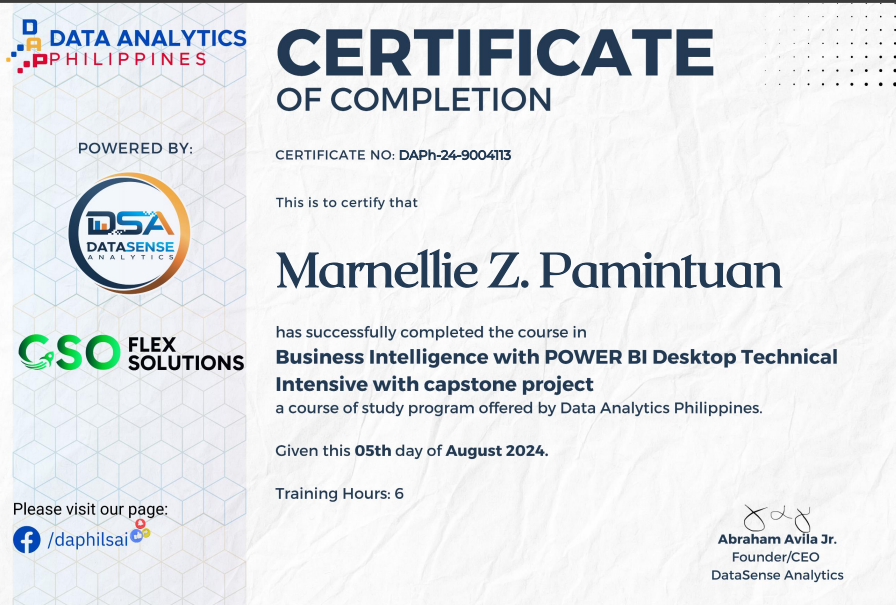 DAP
DATA ANALYTICS
PHILIPPINES
POWERED BY:
DSA
DATASENSE
ANALYTICS
GSO FLEX
SOLUTIONS
Please visit our page:
/daphilsai
CERTIFICATE
OF COMPLETION
CERTIFICATE NO: DAPh-24-9004113
This is to certify that
Marnellie Z. Pamintuan
has successfully completed the course in
Business Intelligence with POWER BI Desktop Technical
Intensive with capstone project
a course of study program offered by Data Analytics Philippines.
Given this 05th day of August 2024.
Training Hours: 6
Abraham Avila Jr.
Founder/CEO
DataSense Analytics